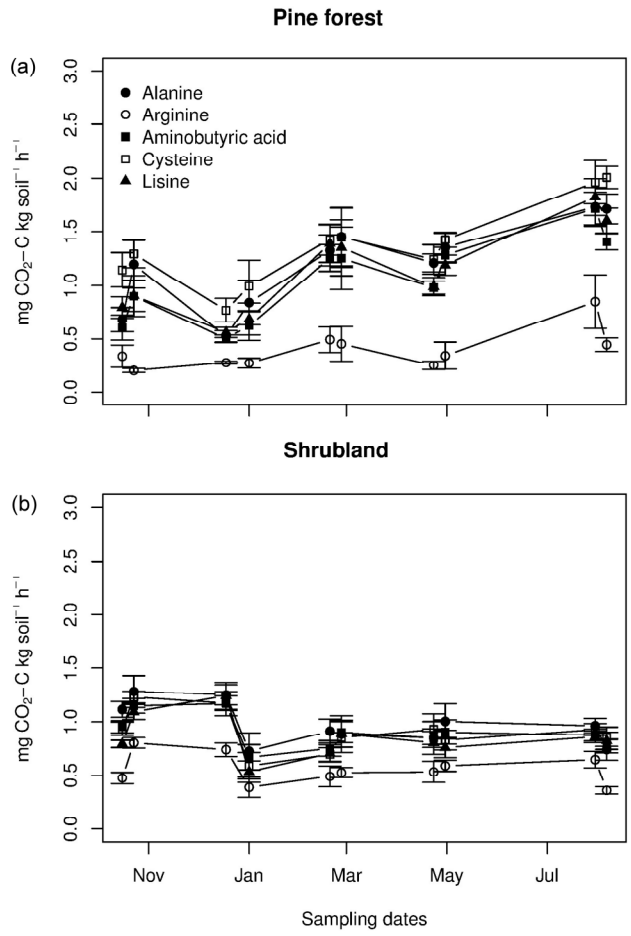 Pine forest
(a)
3.0
2.5
2.0
1.5
1.0
0.5
0.0
mg CO₂–C kg soil⁻¹ h⁻¹
Alanine
Arginine
Aminobutyric acid
Cysteine
Lisine
Shrubland
(b)
3.0
2.5
2.0
1.5
1.0
0.5
0.0
mg CO₂–C kg soil⁻¹ h⁻¹
Nov Jan Mar May Jul
Sampling dates